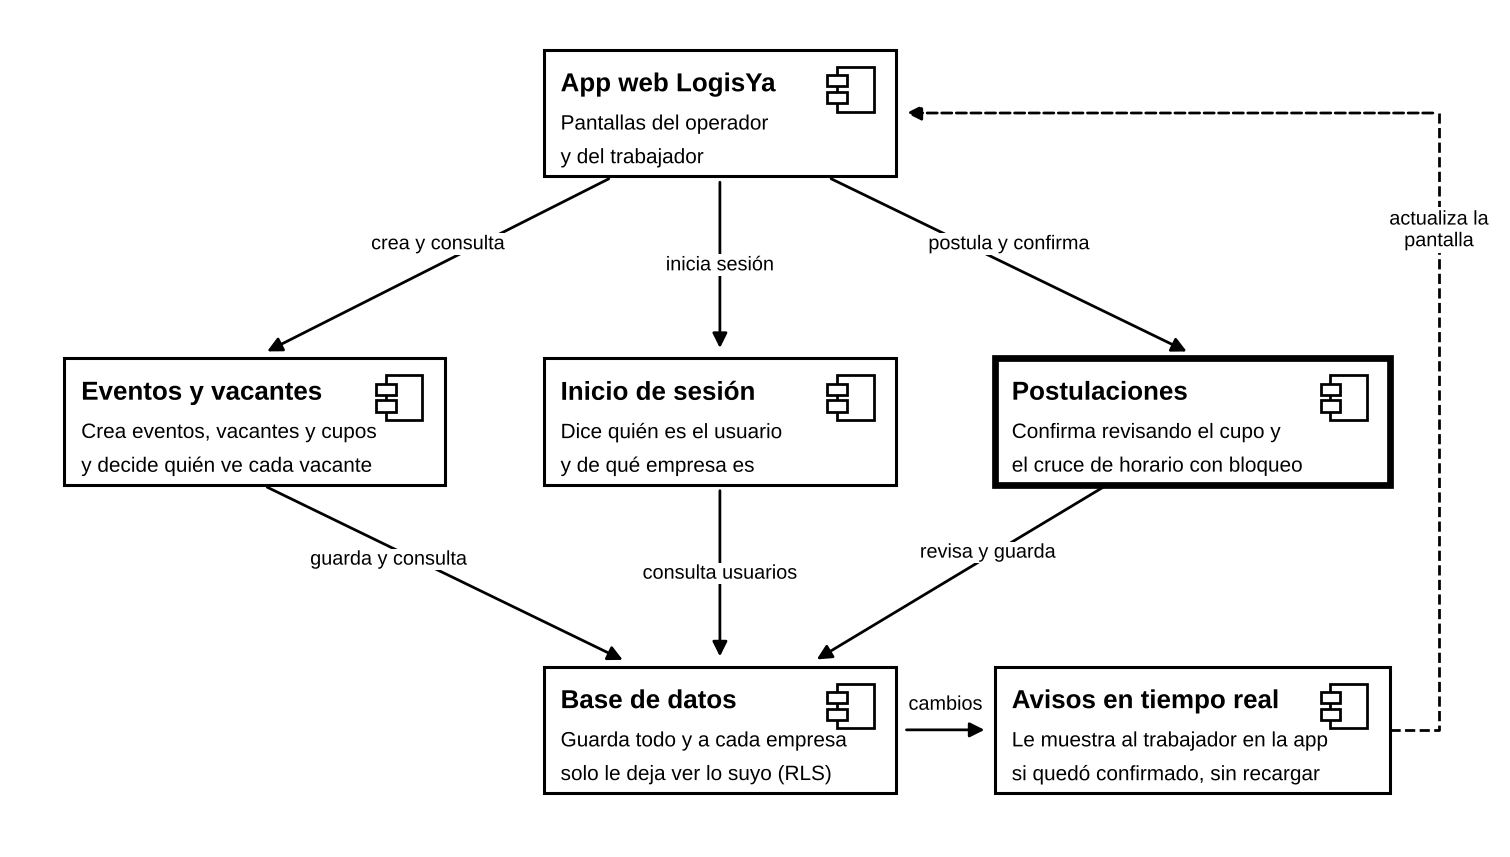 App web LogisYa
Pantallas del operador
y del trabajador
actualiza la
pantalla
crea y consulta
inicia sesión
postula y confirma
Eventos y vacantes
Crea eventos, vacantes y cupos
y decide quién ve cada vacante
Inicio de sesión
Dice quién es el usuario
y de qué empresa es
Postulaciones
Confirma revisando el cupo y
el cruce de horario con bloqueo
guarda y consulta
consulta usuarios
revisa y guarda
Base de datos
Guarda todo y a cada empresa
solo le deja ver lo suyo (RLS)
cambios
Avisos en tiempo real
Le muestra al trabajador en la app
si quedó confirmado, sin recargar